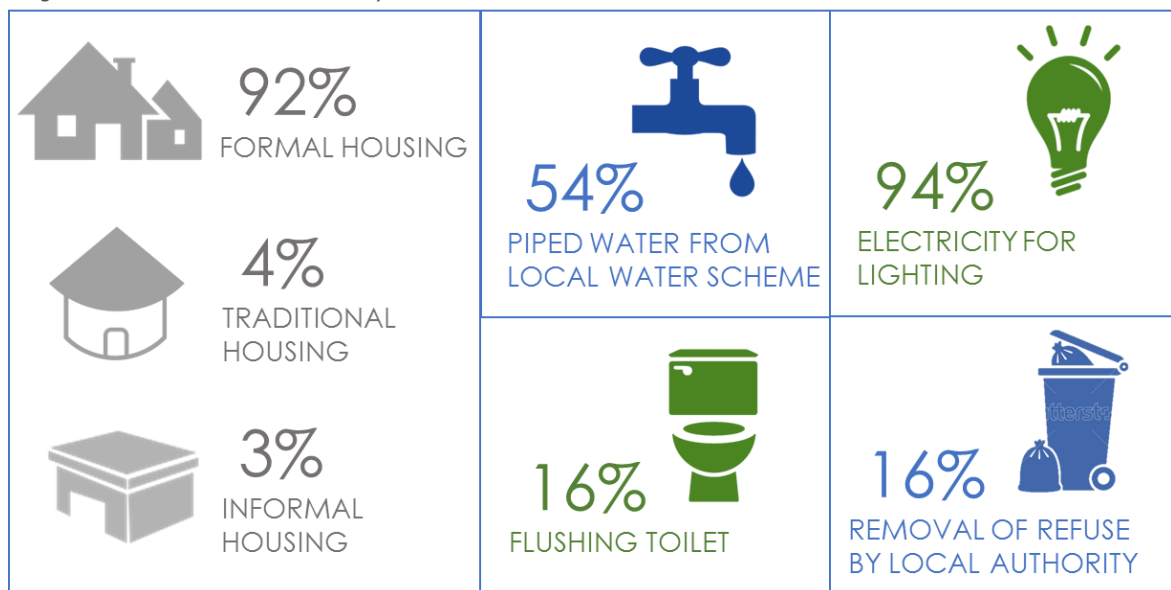 92%
FORMAL HOUSING
4%
TRADITIONAL
HOUSING
3%
INFORMAL
HOUSING
54%
PIPED WATER FROM
LOCAL WATER SCHEME
94%
ELECTRICITY FOR
LIGHTING
16%
FLUSHING TOILET
16%
REMOVAL OF REFUSE
BY LOCAL AUTHORITY